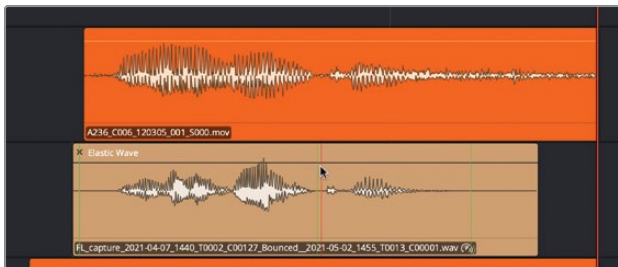 A236_C006_120305_001_S000.mov
× Elastic Wave
FL_capture_2021-04-07_1440_T0002_C00127_Bounced__2021-05-02_1455_T0013_C00001.wav